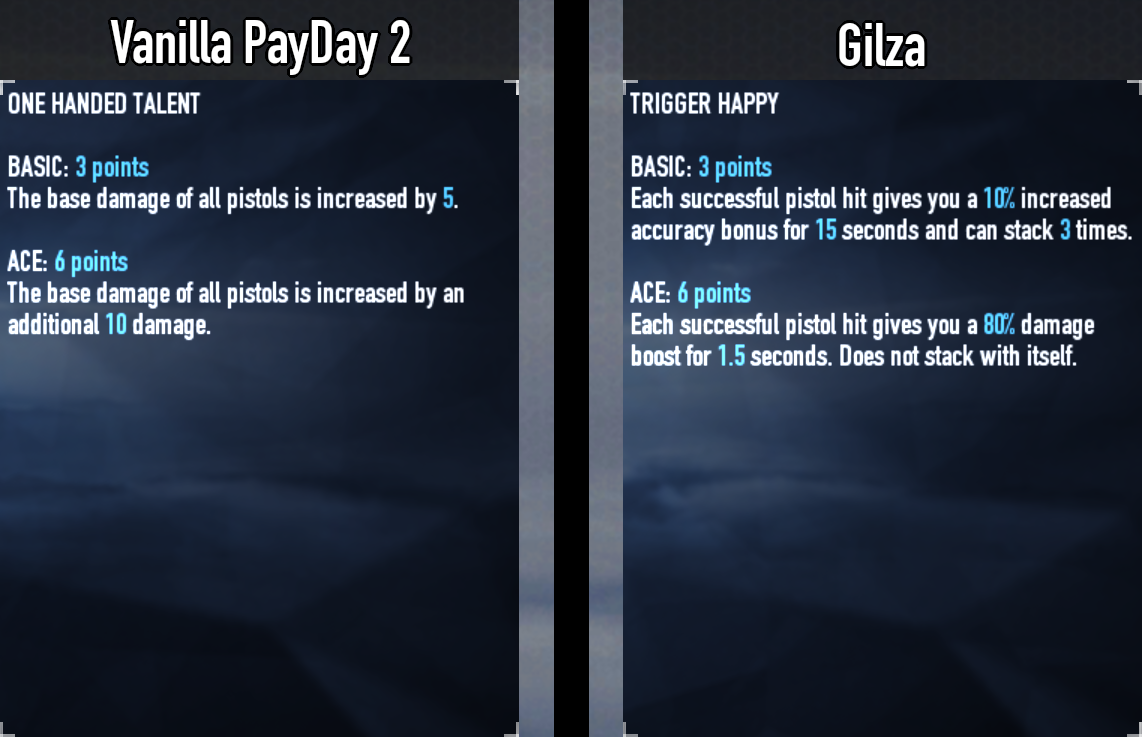 Vanilla PayDay 2
ONE HANDED TALENT
BASIC: 3 points
The base damage of all pistols is increased by 5.
ACE: 6 points
The base damage of all pistols is increased by an
additional 10 damage.
Gilza
TRIGGER HAPPY
BASIC: 3 points
Each successful pistol hit gives you a 10% increased
accuracy bonus for 15 seconds and can stack 3 times.
ACE: 6 points
Each successful pistol hit gives you a 80% damage
boost for 1.5 seconds. Does not stack with itself.